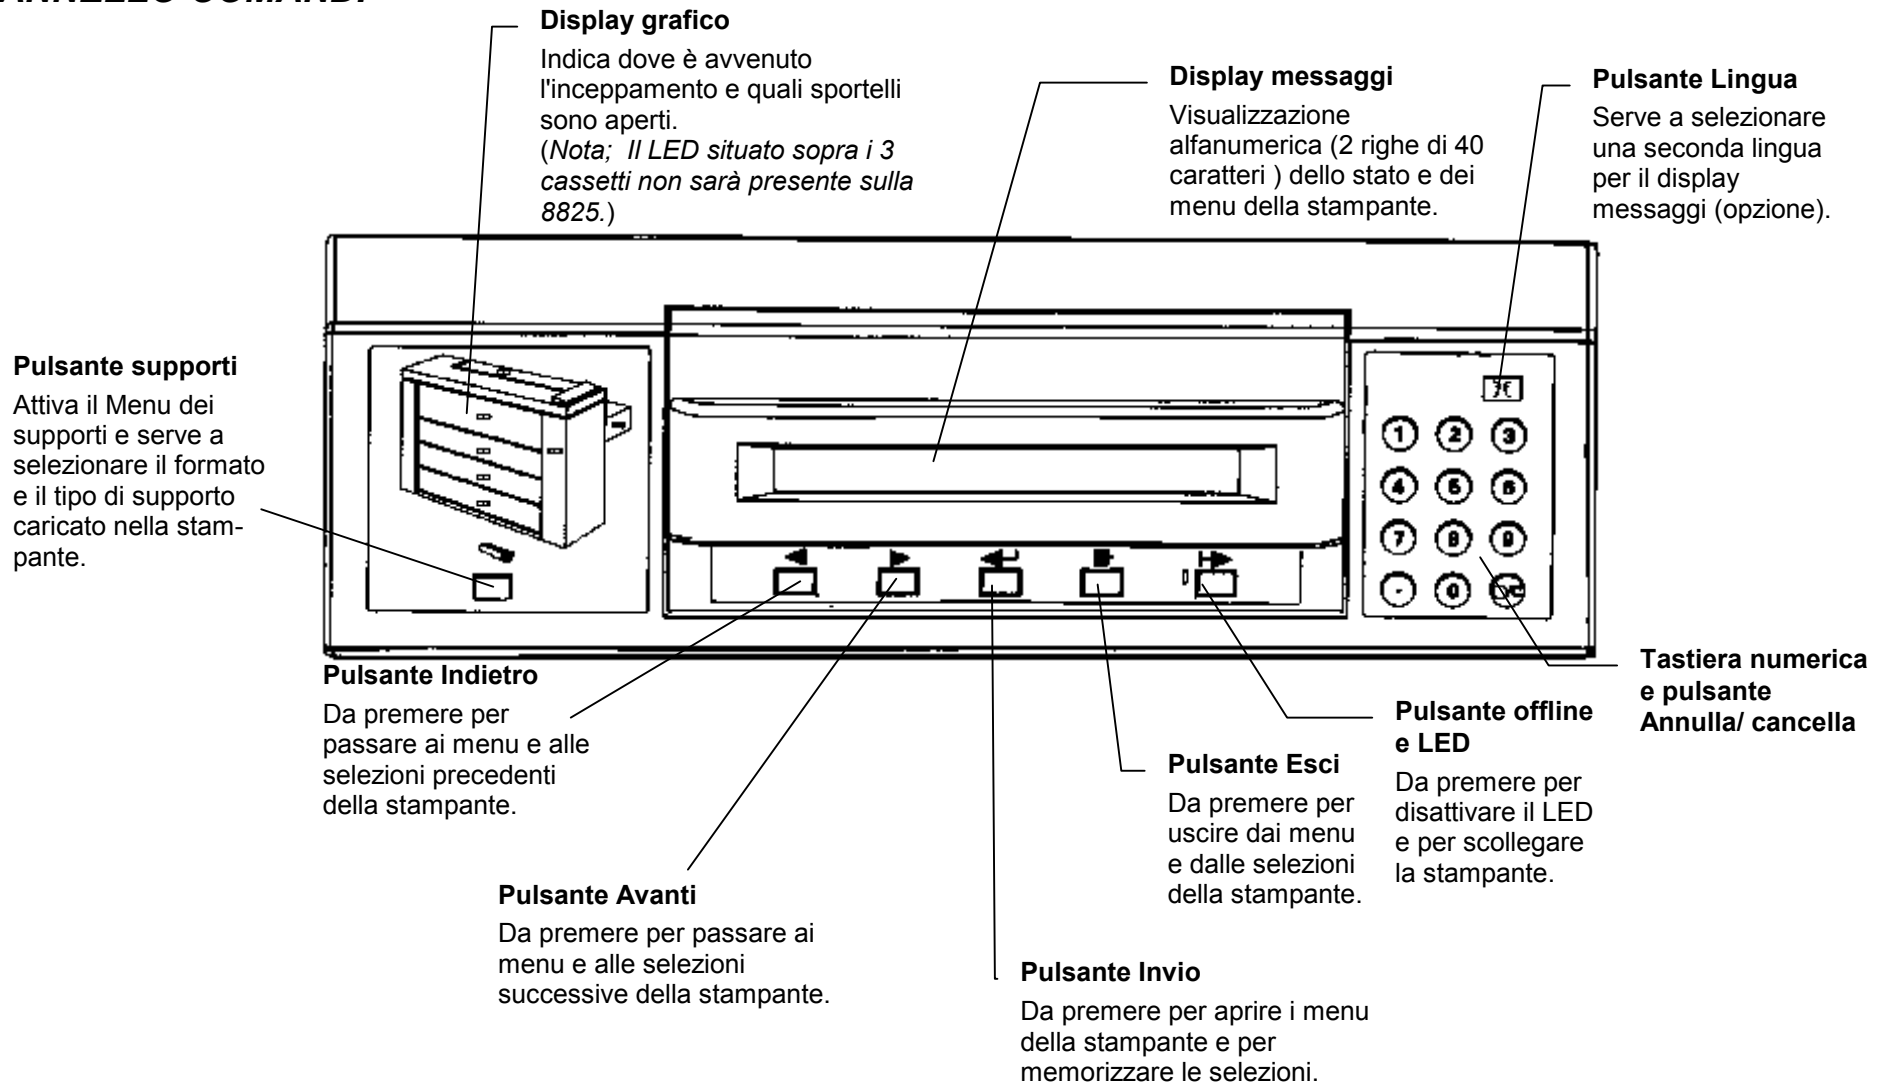 Display grafico
Indica dove è avvenuto
l'inceppamento e quali sportelli
sono aperti.
(Nota;  Il LED situato sopra i 3
cassetti non sarà presente sulla
8825.)
Display messaggi
Visualizzazione
alfanumerica (2 righe di 40
caratteri ) dello stato e dei
menu della stampante.
Pulsante Lingua
Serve a selezionare
una seconda lingua
per il display
messaggi (opzione).
Pulsante supporti
Attiva il Menu dei
supporti e serve a
selezionare il formato
e il tipo di supporto
caricato nella stam-
pante.
1 2 3
4 5 6
7 8 9
0
Pulsante Indietro
Da premere per
passare ai menu e alle
selezioni precedenti
della stampante.
Tastiera numerica
e pulsante
Annulla/ cancella
Pulsante offline
e LED
Da premere per
disattivare il LED
e per scollegare
la stampante.
Pulsante Esci
Da premere per
uscire dai menu
e dalle selezioni
della stampante.
Pulsante Avanti
Da premere per passare ai
menu e alle selezioni
successive della stampante.
Pulsante Invio
Da premere per aprire i menu
della stampante e per
memorizzare le selezioni.